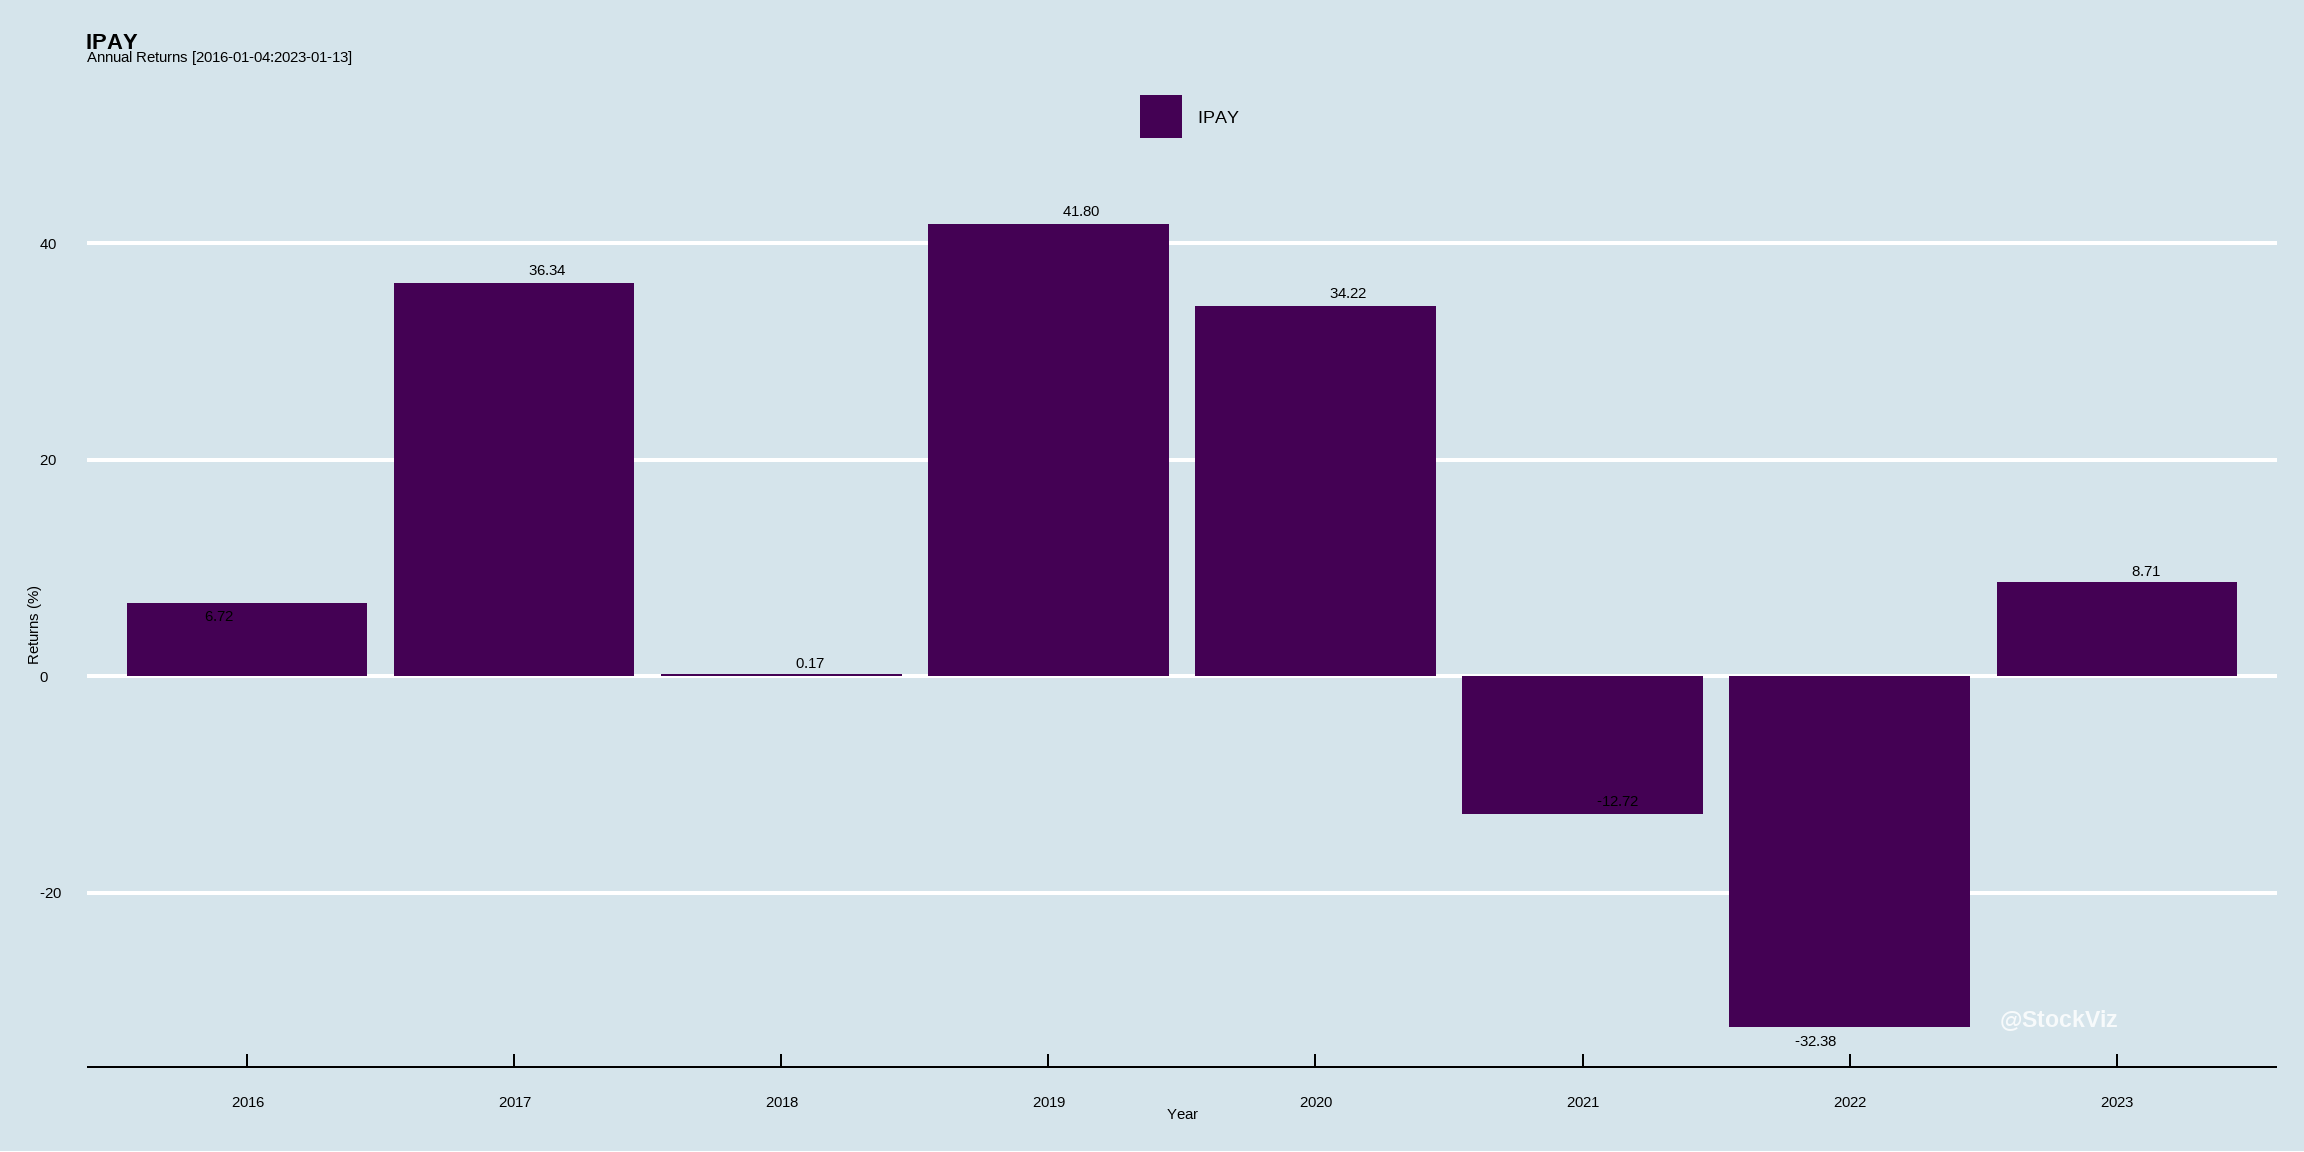 IPAY
Annual Returns [2016-01-04:2023-01-13]
IPAY
41.80
40
36.34
34.22
20
8.71
6.72
Returns (%)
0.17
0
-12.72
-20
@StockViz
-32.38
2016 2017 2018 2019 2020 2021 2022 2023
Year